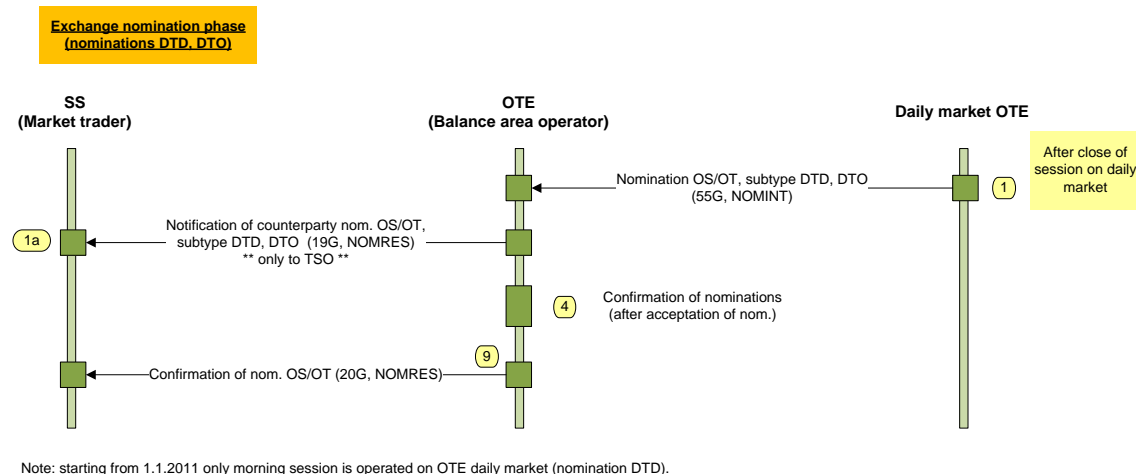 Exchange nomination phase
(nominations DTD, DTO)
SS
(Market trader)
OTE
(Balance area operator)
Daily market OTE
After close of
session on daily
market
Nomination OS/OT, subtype DTD, DTO
(55G, NOMINT)
1
Notification of counterparty nom. OS/OT,
subtype DTD, DTO (19G, NOMRES)
** only to TSO **
1a
4
Confirmation of nominations
(after acceptation of nom.)
9
Confirmation of nom. OS/OT (20G, NOMRES)
Note: starting from 1.1.2011 only morning session is operated on OTE daily market (nomination DTD).